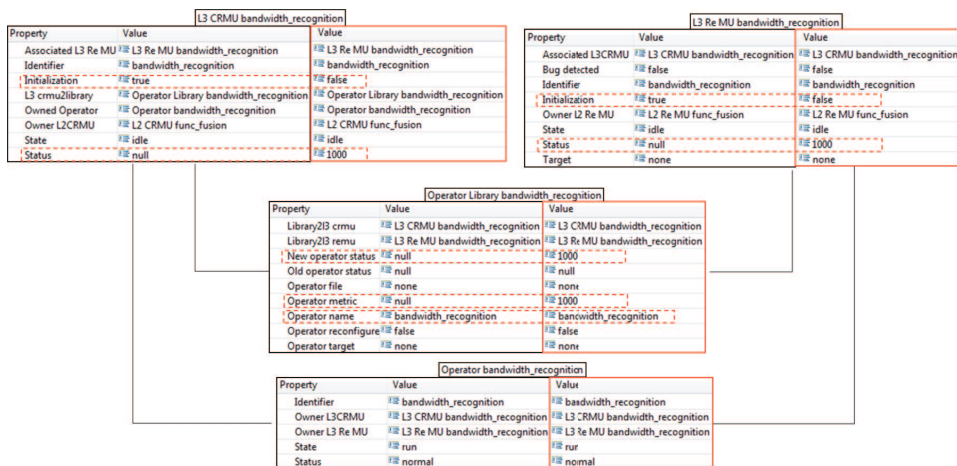 L3 CRMU bandwidth_recognition
Property Value Value
Associated L3 Re MU L3 Re MU bandwidth_recognition L3 Re MU bandwidth_recognition
Identifier bandwidth_recognition bandwidth_recognition
Initialization true false
L3 crmu2library Operator Library bandwidth_recognition Operator Library bandwidth_recognition
Owned Operator Operator bandwidth_recognition Operator bandwidth_recognition
Owner L2CRMU L2 CRMU func_fusion L2 CRMU func_fusion
State idle idle
Status null 1000
L3 Re MU bandwidth_recognition
Property Value Value
Associated L3CRMU L3 CRMU bandwidth_recognition L3 CRMU bandwidth_recognition
Bug detected false false
Identifier bandwidth_recognition bandwidth_recognition
Initialization true false
Owner L2 Re MU L2 Re MU func_fusion L2 Re MU func_fusion
State idle idle
Status null 1000
Target none none
Operator Library bandwidth_recognition
Property Value Value
Library2l3 crmu L3 CRMU bandwidth_recognition L3 CRMU bandwidth_recognition
Library2l3 remu L3 Re MU bandwidth_recognition L3 Re MU bandwidth_recognition
New operator status null 1000
Old operator status null null
Operator file none none
Operator metric null 1000
Operator name bandwidth_recognition bandwidth_recognition
Operator reconfigure false false
Operator target none none
Operator bandwidth_recognition
Property Value Value
Identifier bandwidth_recognition bandwidth_recognition
Owner L3CRMU L3 CRMU bandwidth_recognition L3 CRMU bandwidth_recognition
Owner L3 Re MU L3 Re MU bandwidth_recognition L3 Re MU bandwidth_recognition
State run run
Status normal normal